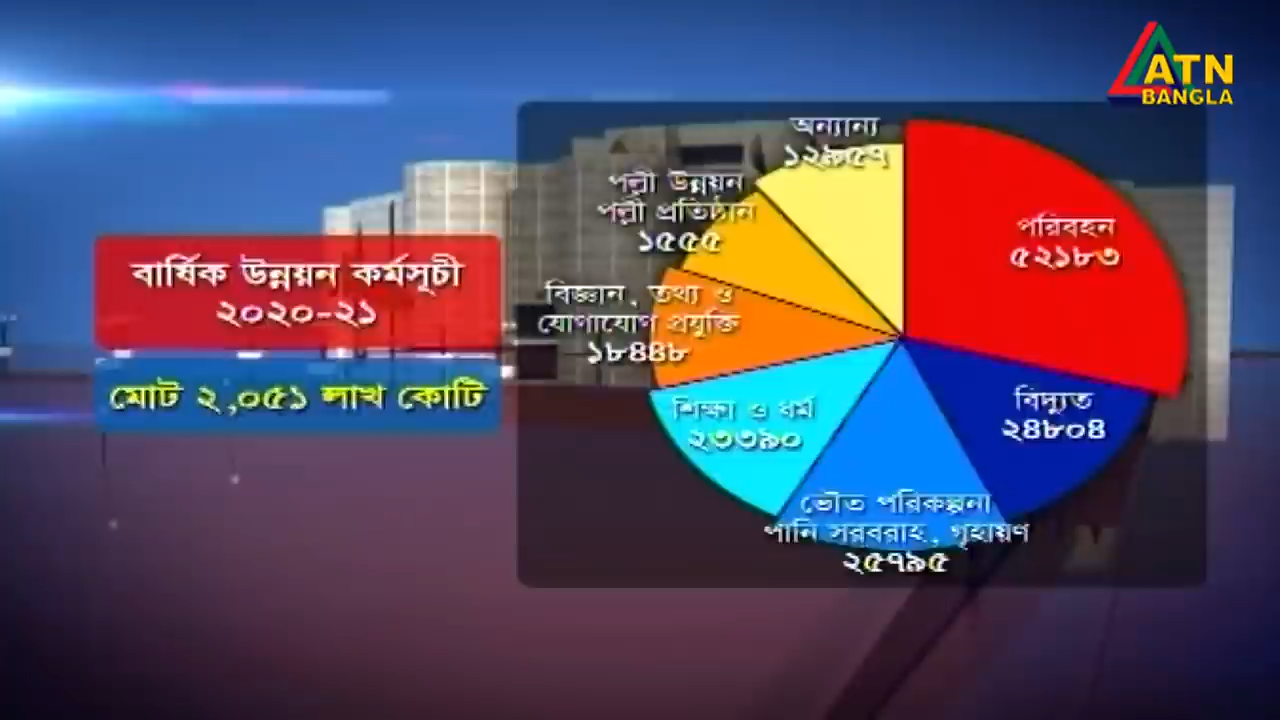 ATN
BANGLA
বার্ষিক উন্নয়ন কর্মসূচী
২০২০-২১
মোট ২,০৫১ লাখ কোটি
অন্যান্য
১২৯৫৭
পল্লী উন্নয়ন
পল্লী প্রতিষ্ঠান
১৫৫৫
বিজ্ঞান, তথ্য ও
যোগাযোগ প্রযুক্তি
১৮৪৪৮
শিক্ষা ও ধর্ম
২৩৩৯০
ভৌত পরিকল্পনা
পানি সরবরাহ, গৃহায়ণ
২৫৭৯৫
বিদ্যুত
২৪৮০৪
পরিবহন
৫২১৮৩